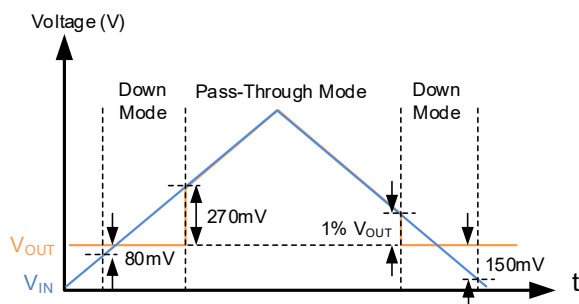 Voltage (V)
Down Mode
Pass-Through Mode
Down Mode
270mV
1% VOUT
VOUT
80mV
150mV
VIN
t